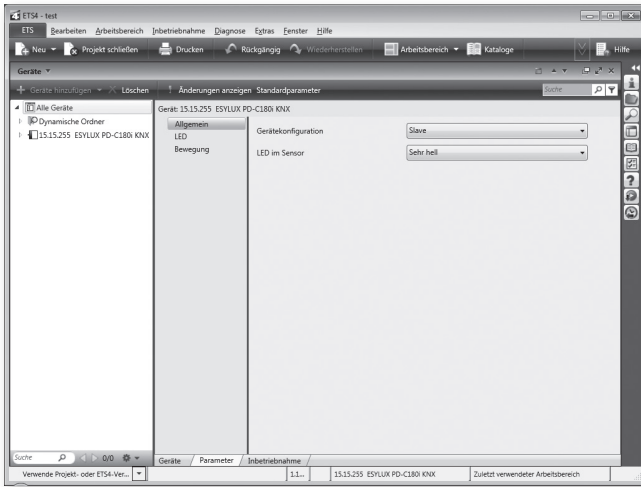 ETS4 - test
ETS Bearbeiten Arbeitsbereich Inbetriebnahme Diagnose Extras Fenster Hilfe
Neu Projekt schließen Drucken Rückgängig Wiederherstellen Arbeitsbereich Kataloge Hilfe
Geräte
Geräte hinzufügen Löschen Änderungen anzeigen Standardparameter Suche
Alle Geräte
Dynamische Ordner
15.15.255 ESYLUX PD-C180i KNX
Gerät: 15.15.255 ESYLUX PD-C180i KNX
Allgemein
LED
Bewegung
Gerätekonfiguration Slave
LED im Sensor Sehr hell
Suche 0/0
Geräte Parameter Inbetriebnahme
Verwende Projekt- oder ETS4-Ver... 1.1... 15.15.255 ESYLUX PD-C180i KNX Zuletzt verwendeter Arbeitsbereich